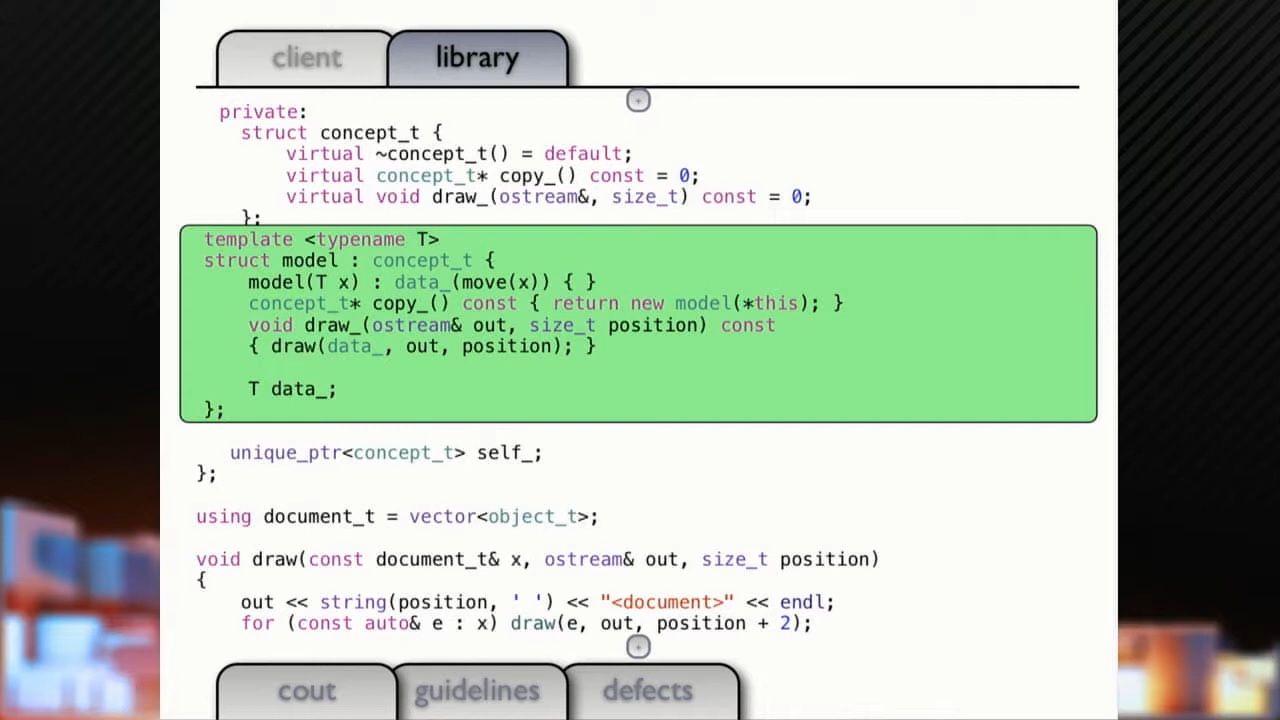 client
library
private:
struct concept_t {
virtual ~concept_t() = default;
virtual concept_t* copy_() const = 0;
virtual void draw_(ostream&, size_t) const = 0;
};
template <typename T>
struct model : concept_t {
model(T x) : data_(move(x)) { }
concept_t* copy_() const { return new model(*this); }
void draw_(ostream& out, size_t position) const
{ draw(data_, out, position); }
T data_;
};
unique_ptr<concept_t> self_;
};
using document_t = vector<object_t>;
void draw(const document_t& x, ostream& out, size_t position)
{
out << string(position, ' ') << "<document>" << endl;
for (const auto& e : x) draw(e, out, position + 2);
cout
guidelines
defects